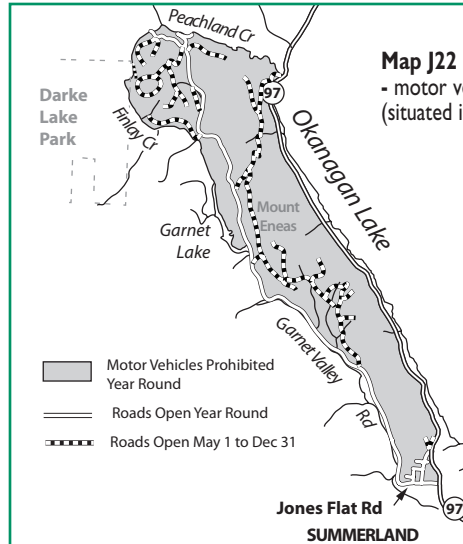 Peachland Cr
Map J22
- motor ve
(situated i
97
Darke
Lake
Park
Finlay Cr
Okanagan Lake
Mount
Eneas
Garnet
Lake
Garnet Valley
Rd
Motor Vehicles Prohibited
Year Round
Roads Open Year Round
Roads Open May 1 to Dec 31
Jones Flat Rd
97
SUMMERLAND